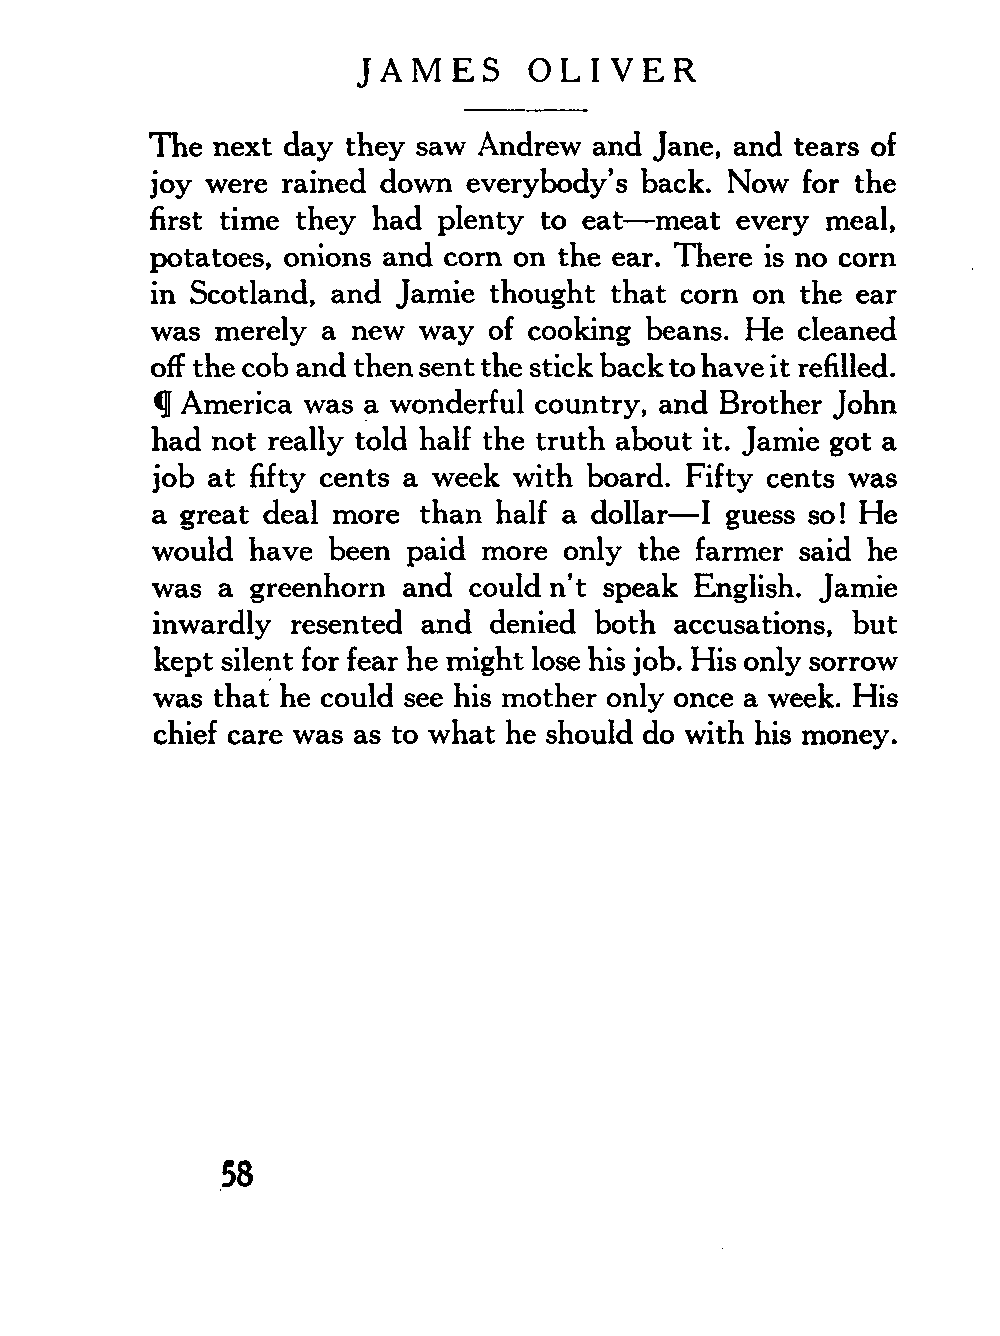 JAMES OLIVER
The next day they saw Andrew and Jane, and tears of
joy were rained down everybody's back. Now for the
first time they had plenty to eat—meat every meal,
potatoes, onions and corn on the ear. There is no corn
in Scotland, and Jamie thought that corn on the ear
was merely a new way of cooking beans. He cleaned
off the cob and then sent the stick back to have it refilled.
¶ America was a wonderful country, and Brother John
had not really told half the truth about it. Jamie got a
job at fifty cents a week with board. Fifty cents was
a great deal more than half a dollar—I guess so! He
would have been paid more only the farmer said he
was a greenhorn and could n't speak English. Jamie
inwardly resented and denied both accusations, but
kept silent for fear he might lose his job. His only sorrow
was that he could see his mother only once a week. His
chief care was as to what he should do with his money.
58